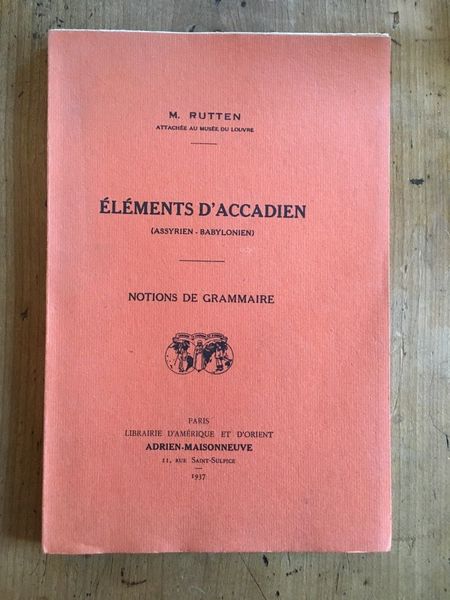 M. RUTTEN
ATTACHÉE AU MUSÉE DU LOUVRE
ÉLÉMENTS D'ACCADIEN
(ASSYRIEN - BABYLONIEN)
NOTIONS DE GRAMMAIRE
PARIS
LIBRAIRIE D'AMÉRIQUE ET D'ORIENT
ADRIEN-MAISONNEUVE
11, RUE SAINT-SULPICE
1937